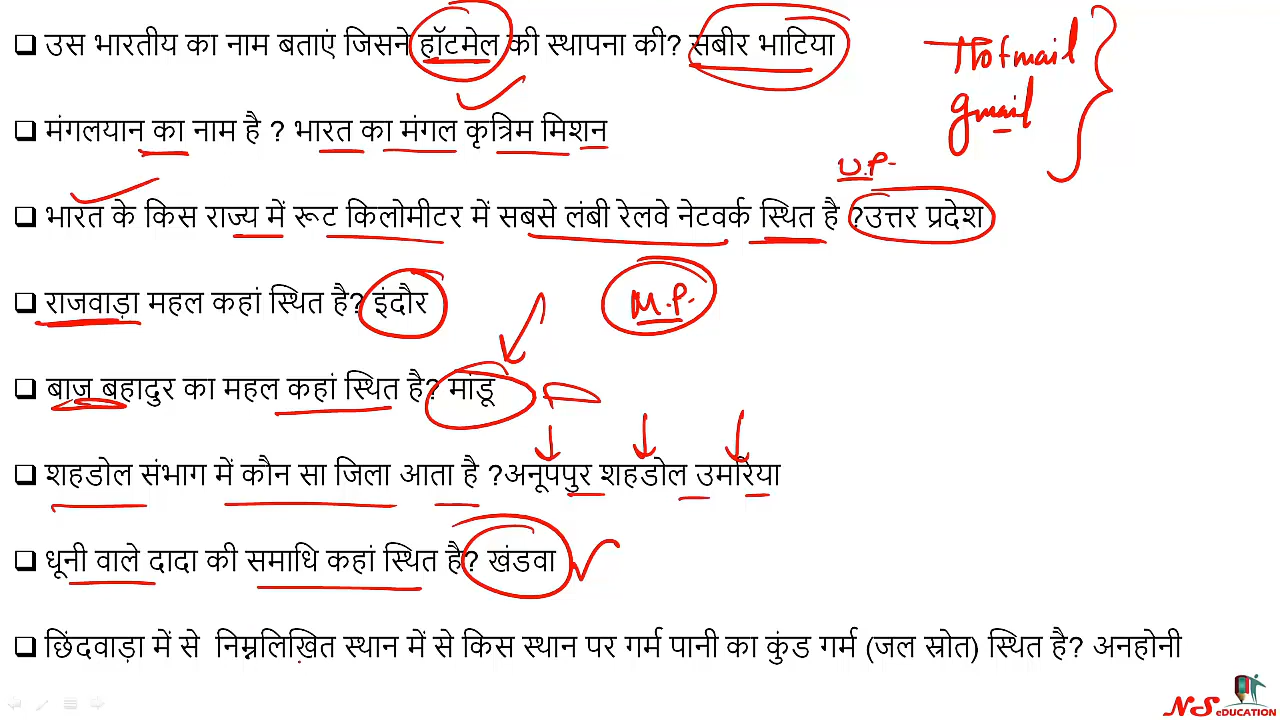 उस भारतीय का नाम बताएं जिसने हॉटमेल की स्थापना की? सबीर भाटिया
Hotmail
gmail
मंगलयान का नाम है ? भारत का मंगल कृत्रिम मिशन
U.P.
भारत के किस राज्य में रूट किलोमीटर में सबसे लंबी रेलवे नेटवर्क स्थित है ?उत्तर प्रदेश
राजवाड़ा महल कहां स्थित है? इंदौर
M.P.
बाज बहादुर का महल कहां स्थित है? मांडू
शहडोल संभाग में कौन सा जिला आता है ?अनूपपुर शहडोल उमरिया
धूनी वाले दादा की समाधि कहां स्थित है? खंडवा
छिंदवाड़ा में से निम्नलिखित स्थान में से किस स्थान पर गर्म पानी का कुंड गर्म (जल स्रोत) स्थित है? अनहोनी
NS eDUCATION